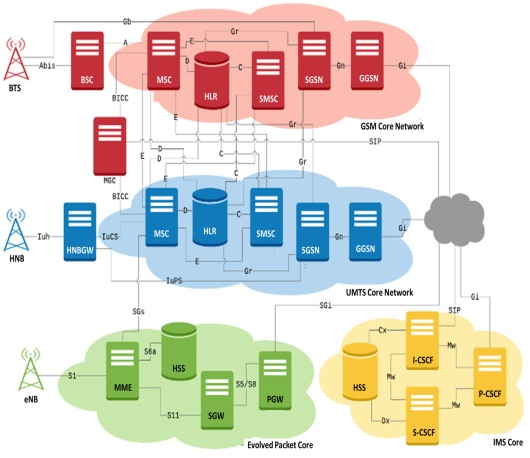 Gb
Gr
A
E
BTS
Abis
BSC
MSC
D
HLR
C
SMSC
SGSN
Gn
GGSN
Gi
BICC
E
Gr
GSM Core Network
MGC
SIP
E
D
D
C
Gr
E
C
BICC
HNB
Iuh
HNBGW
IuCS
MSC
D
HLR
C
SMSC
SGSN
Gn
GGSN
Gi
E
Gr
IuPS
UMTS Core Network
SGs
SGi
SIP
Gi
S6a
HSS
eNB
S1
MME
S11
SGW
S5/S8
PGW
Evolved Packet Core
Cx
I-CSCF
Mw
HSS
Mw
P-CSCF
Mw
Dx
S-CSCF
IMS Core